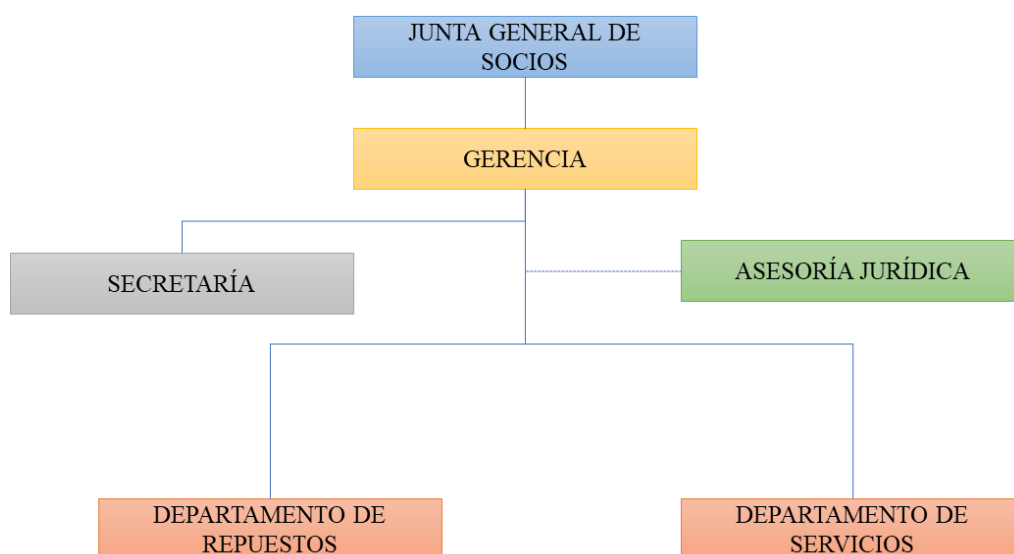 JUNTA GENERAL DE
SOCIOS
GERENCIA
SECRETARÍA
ASESORÍA JURÍDICA
DEPARTAMENTO DE
REPUESTOS
DEPARTAMENTO DE
SERVICIOS